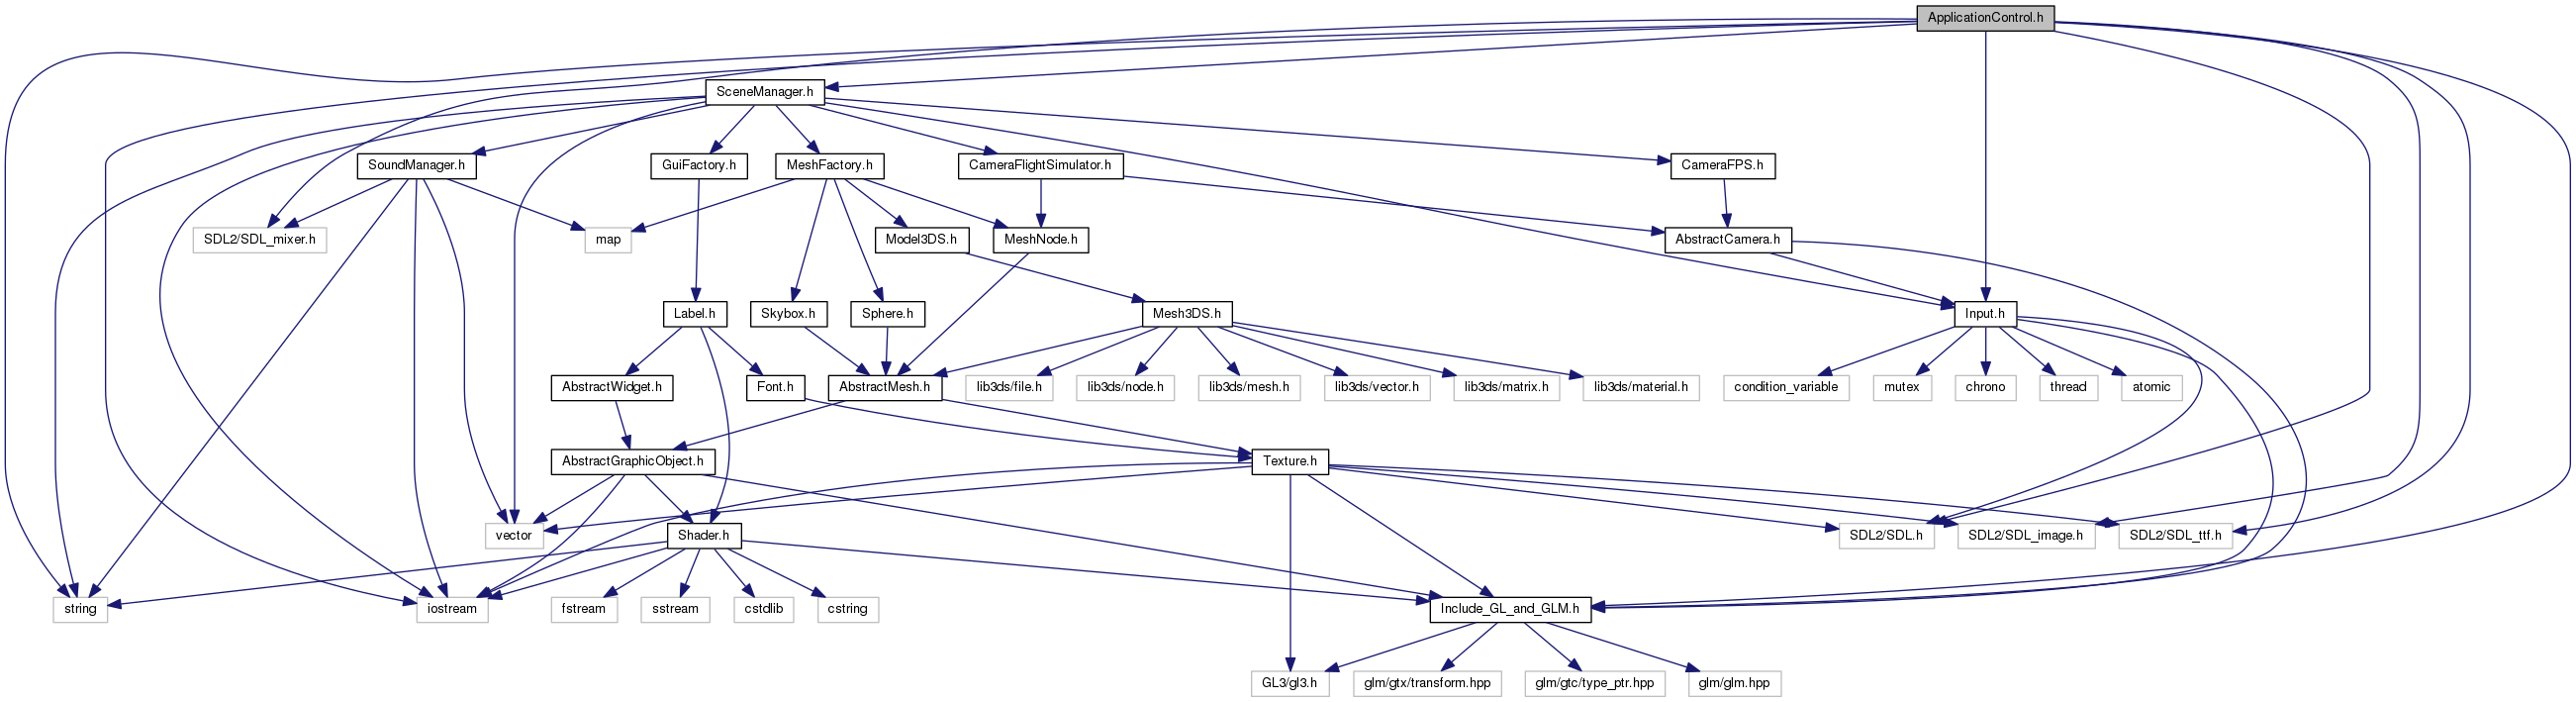 ApplicationControl.h
SceneManager.h
SoundManager.h
GuiFactory.h
MeshFactory.h
CameraFlightSimulator.h
CameraFPS.h
SDL2/SDL_mixer.h
map
Model3DS.h
MeshNode.h
AbstractCamera.h
Label.h
Skybox.h
Sphere.h
Mesh3DS.h
Input.h
AbstractWidget.h
Font.h
AbstractMesh.h
lib3ds/file.h
lib3ds/node.h
lib3ds/mesh.h
lib3ds/vector.h
lib3ds/matrix.h
lib3ds/material.h
condition_variable
mutex
chrono
thread
atomic
AbstractGraphicObject.h
Texture.h
vector
Shader.h
SDL2/SDL.h
SDL2/SDL_image.h
SDL2/SDL_ttf.h
string
iostream
fstream
sstream
cstdlib
cstring
Include_GL_and_GLM.h
GL3/gl3.h
glm/gtx/transform.hpp
glm/gtc/type_ptr.hpp
glm/glm.hpp